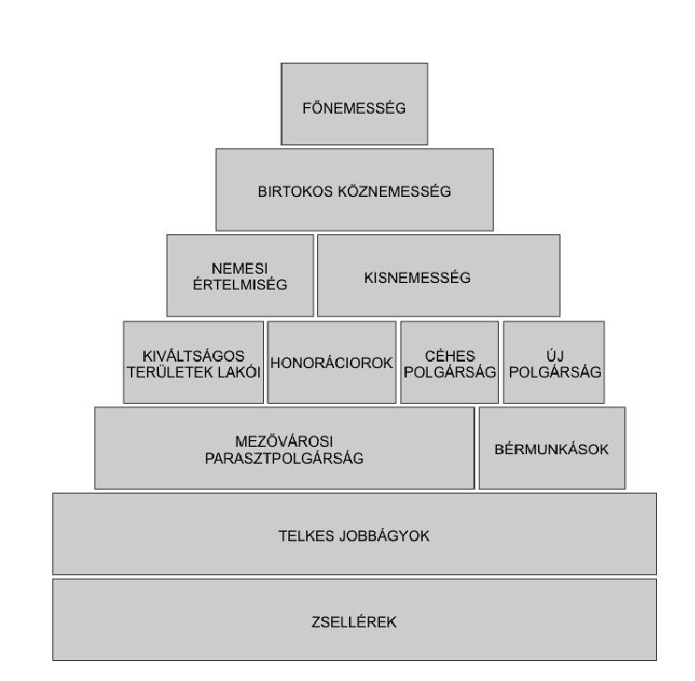 FŐNEMESSÉG
BIRTOKOS KÖZNEMESSÉG
NEMESI
ÉRTELMISÉG
KISNEMESSÉG
KIVÁLTSÁGOS
TERÜLETEK LAKÓI
HONORÁCIOROK
CÉHES
POLGÁRSÁG
ÚJ
POLGÁRSÁG
MEZŐVÁROSI
PARASZTPOLGÁRSÁG
BÉRMUNKÁSOK
TELKES JOBBÁGYOK
ZSELLÉREK